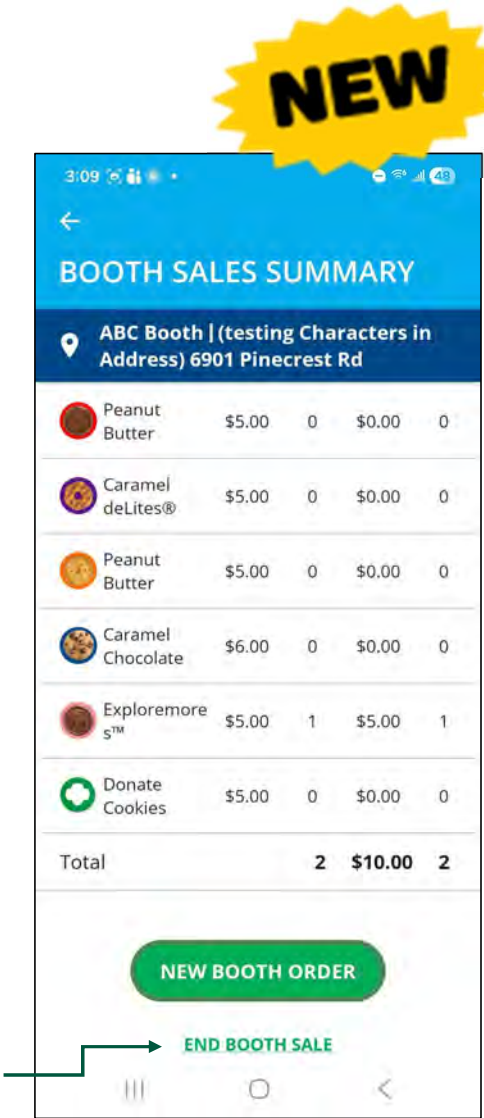 NEW
3:09 48
BOOTH SALES SUMMARY
ABC Booth | (testing Characters in
Address) 6901 Pinecrest Rd
Peanut
Butter $5.00 0 $0.00 0
Caramel
deLites® $5.00 0 $0.00 0
Peanut
Butter $5.00 0 $0.00 0
Caramel
Chocolate $6.00 0 $0.00 0
Exploremore
s™ $5.00 1 $5.00 1
Donate
Cookies $5.00 0 $0.00 0
Total 2 $10.00 2
NEW BOOTH ORDER
END BOOTH SALE